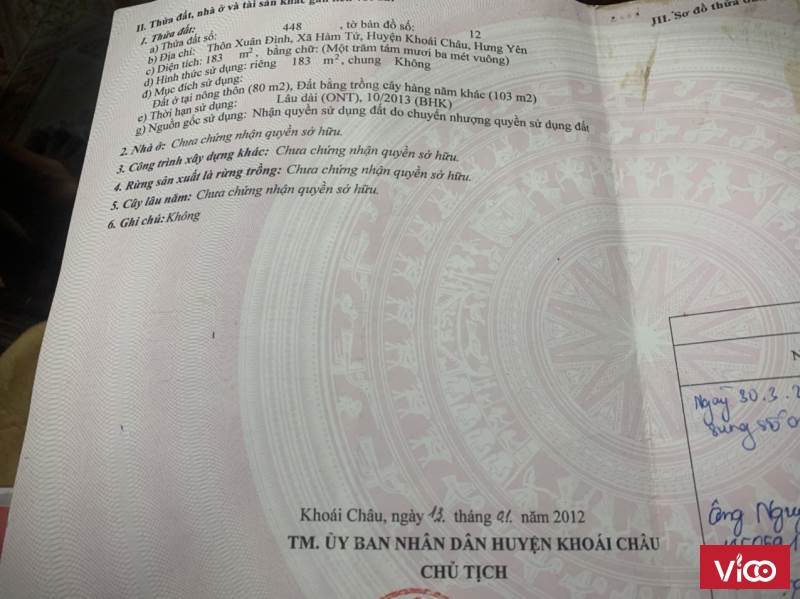 II. Thửa đất, nhà ở và tài sản khác
III. Sơ đồ thửa
1. Thửa đất:
a) Thửa đất số: 448 , tờ bản đồ số: 12
b) Địa chỉ: Thôn Xuân Đình, Xã Hàm Tử, Huyện Khoái Châu, Hưng Yên
c) Diện tích: 183 m², bằng chữ: (Một trăm tám mươi ba mét vuông)
d) Hình thức sử dụng: riêng 183 m², chung Không
đ) Mục đích sử dụng:
Đất ở tại nông thôn (80 m2), Đất bằng trồng cây hàng năm khác (103 m2)
e) Thời hạn sử dụng: Lâu dài (ONT), 10/2013 (BHK)
g) Nguồn gốc sử dụng: Nhận quyền sử dụng đất do chuyển nhượng quyền sử dụng đất
2. Nhà ở: Chưa chứng nhận quyền sở hữu.
3. Công trình xây dựng khác: Chưa chứng nhận quyền sở hữu.
4. Rừng sản xuất là rừng trồng: Chưa chứng nhận quyền sở hữu.
5. Cây lâu năm: Chưa chứng nhận quyền sở hữu.
6. Ghi chú: Không
N
Ngày 30.3.2
Khoái Châu, ngày 13. tháng 01. năm 2012
TM. ỦY BAN NHÂN DÂN HUYỆN KHOÁI CHÂU
CHỦ TỊCH
ông Nguy
ViCO